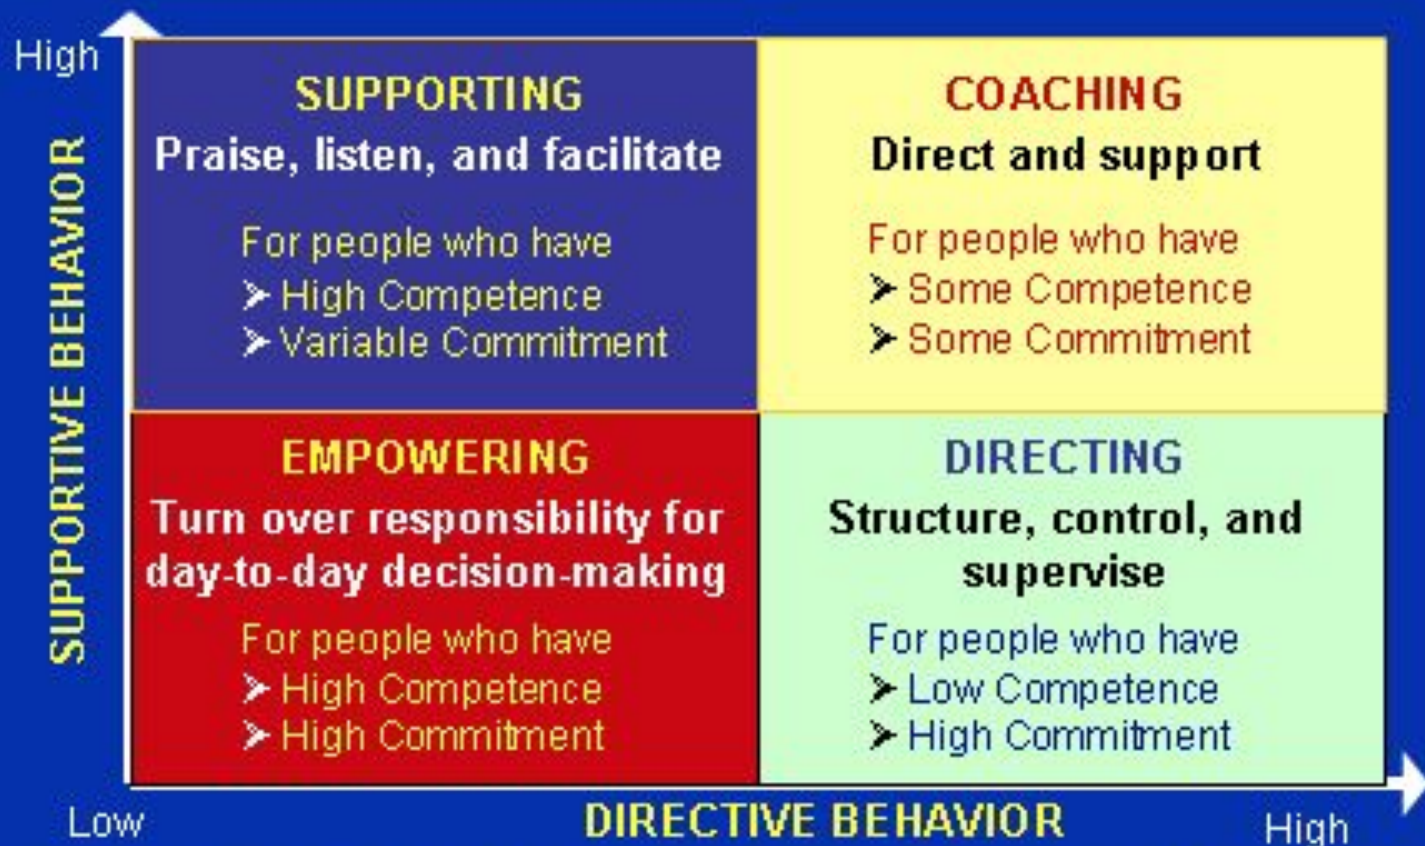 High
SUPPORTIVE BEHAVIOR
SUPPORTING
Praise, listen, and facilitate
For people who have
➢ High Competence
➢ Variable Commitment
COACHING
Direct and support
For people who have
➢ Some Competence
➢ Some Commitment
EMPOWERING
Turn over responsibility for
day-to-day decision-making
For people who have
➢ High Competence
➢ High Commitment
DIRECTING
Structure, control, and
supervise
For people who have
➢ Low Competence
➢ High Commitment
Low
DIRECTIVE BEHAVIOR
High